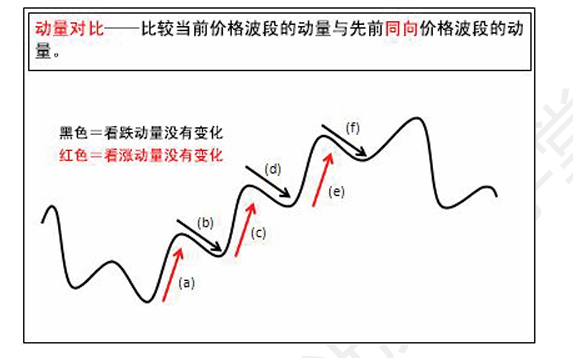 动量对比——比较当前价格波段的动量与先前同向价格波段的动
量。
黑色＝看跌动量没有变化
红色＝看涨动量没有变化
(f)
(d)
(e)
(b)
(c)
(a)